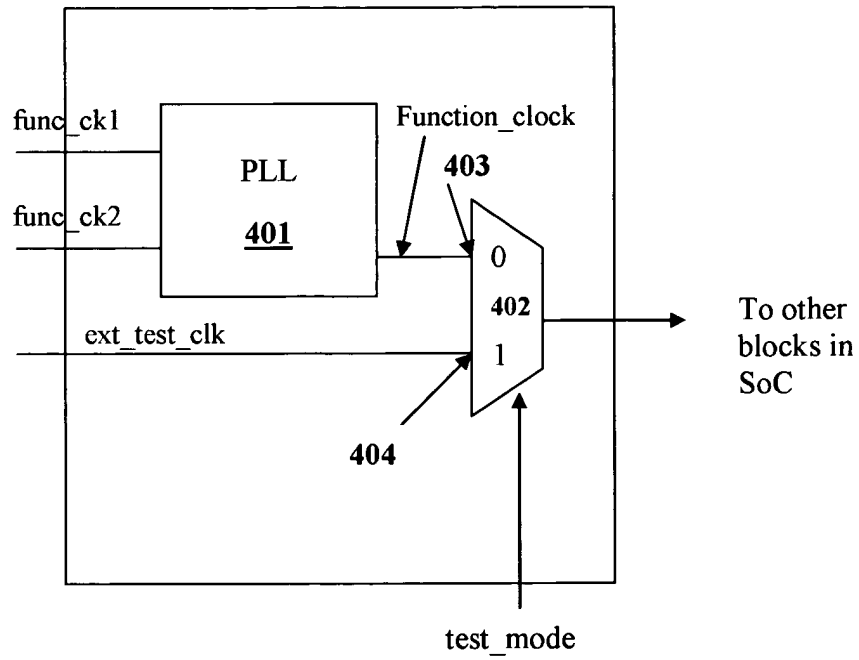 func_ck1
PLL
401
func_ck2
Function_clock
403
0
402
1
ext_test_clk
404
To other
blocks in
SoC
test_mode